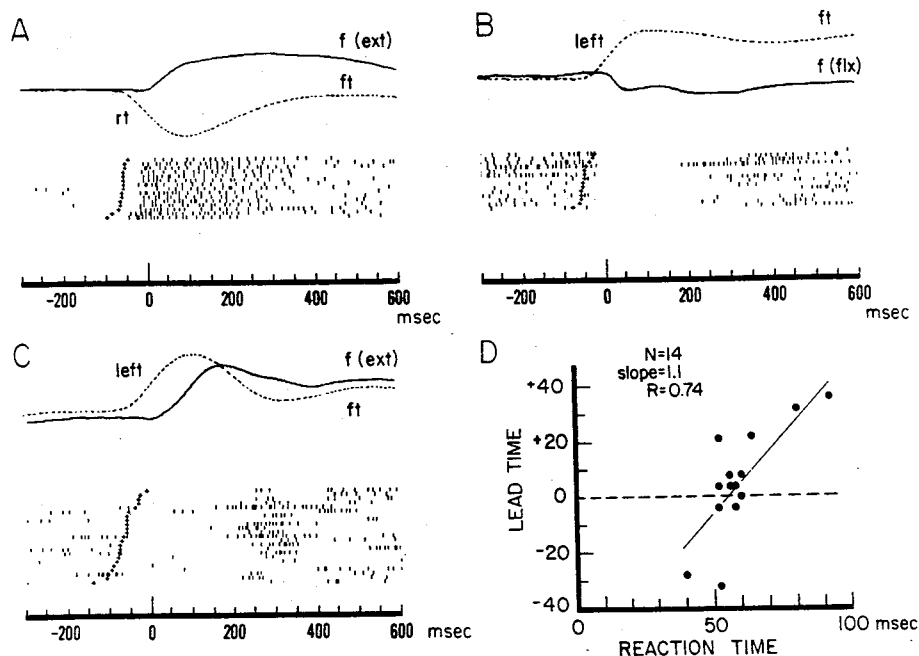 A
f (ext)
ft
rt
-200 0 200 400 600
msec
B
left
ft
f (flx)
-200 0 200 400 600
msec
C
left
f (ext)
ft
-200 0 200 400 600 msec
D
N=14
slope=1.1
R=0.74
LEAD TIME
+40
+20
0
-20
-40
0 50 100 msec
REACTION TIME